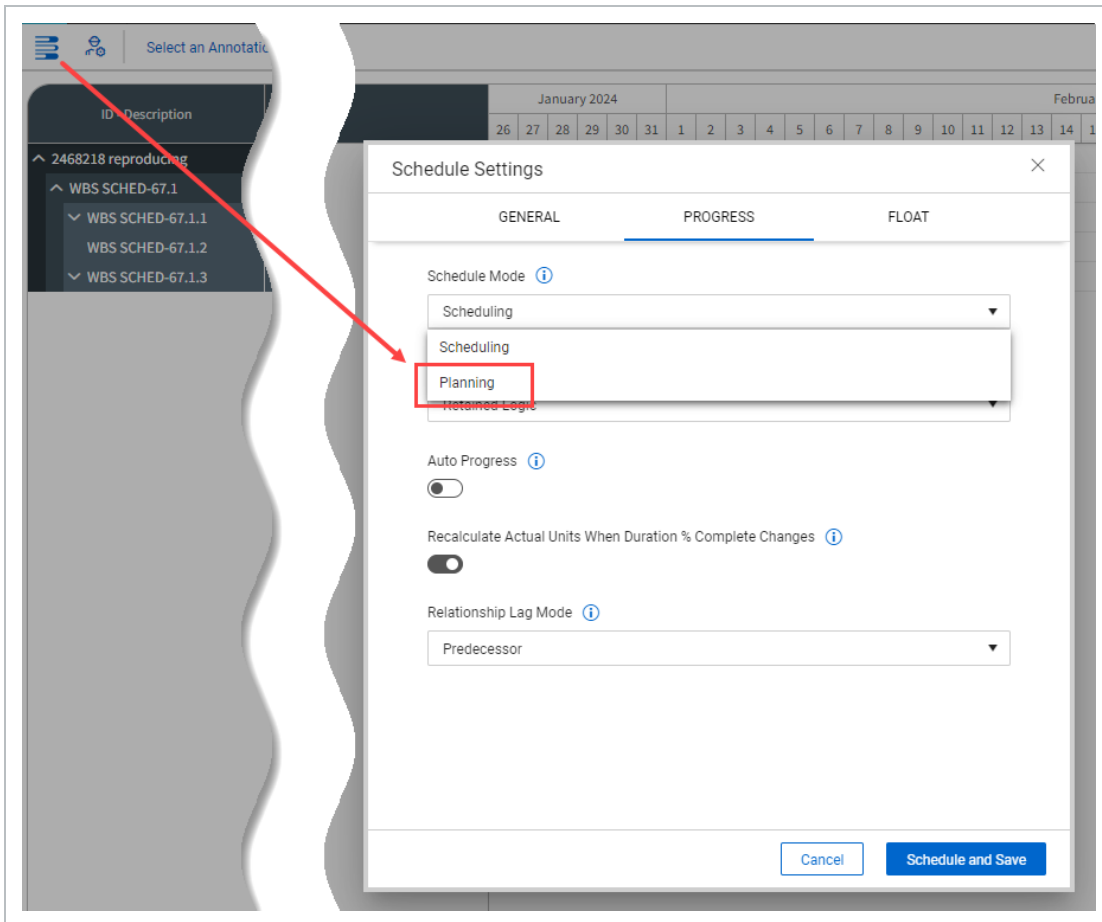 Select an Annotatio
January 2024
Februa
ID - Description
26 27 28 29 30 31 1 2 3 4 5 6 7 8 9 10 11 12 13 14 1
2468218 reproducing
WBS SCHED-67.1
WBS SCHED-67.1.1
WBS SCHED-67.1.2
WBS SCHED-67.1.3
Schedule Settings
GENERAL PROGRESS FLOAT
Schedule Mode
Scheduling
Scheduling
Planning
Retained Logic
Auto Progress
Recalculate Actual Units When Duration % Complete Changes
Relationship Lag Mode
Predecessor
Cancel Schedule and Save